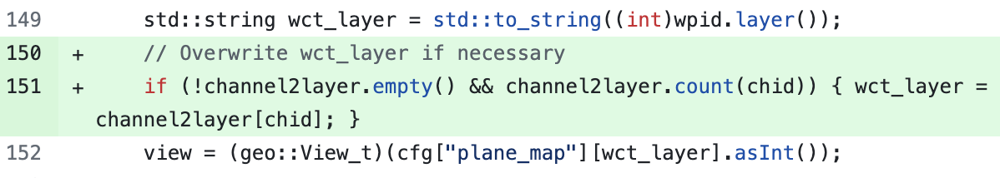 149 std::string wct_layer = std::to_string((int)wpid.layer());
150 + // Overwrite wct_layer if necessary
151 + if (!channel2layer.empty() && channel2layer.count(chid)) { wct_layer =
channel2layer[chid]; }
152 view = (geo::View_t)(cfg["plane_map"][wct_layer].asInt());